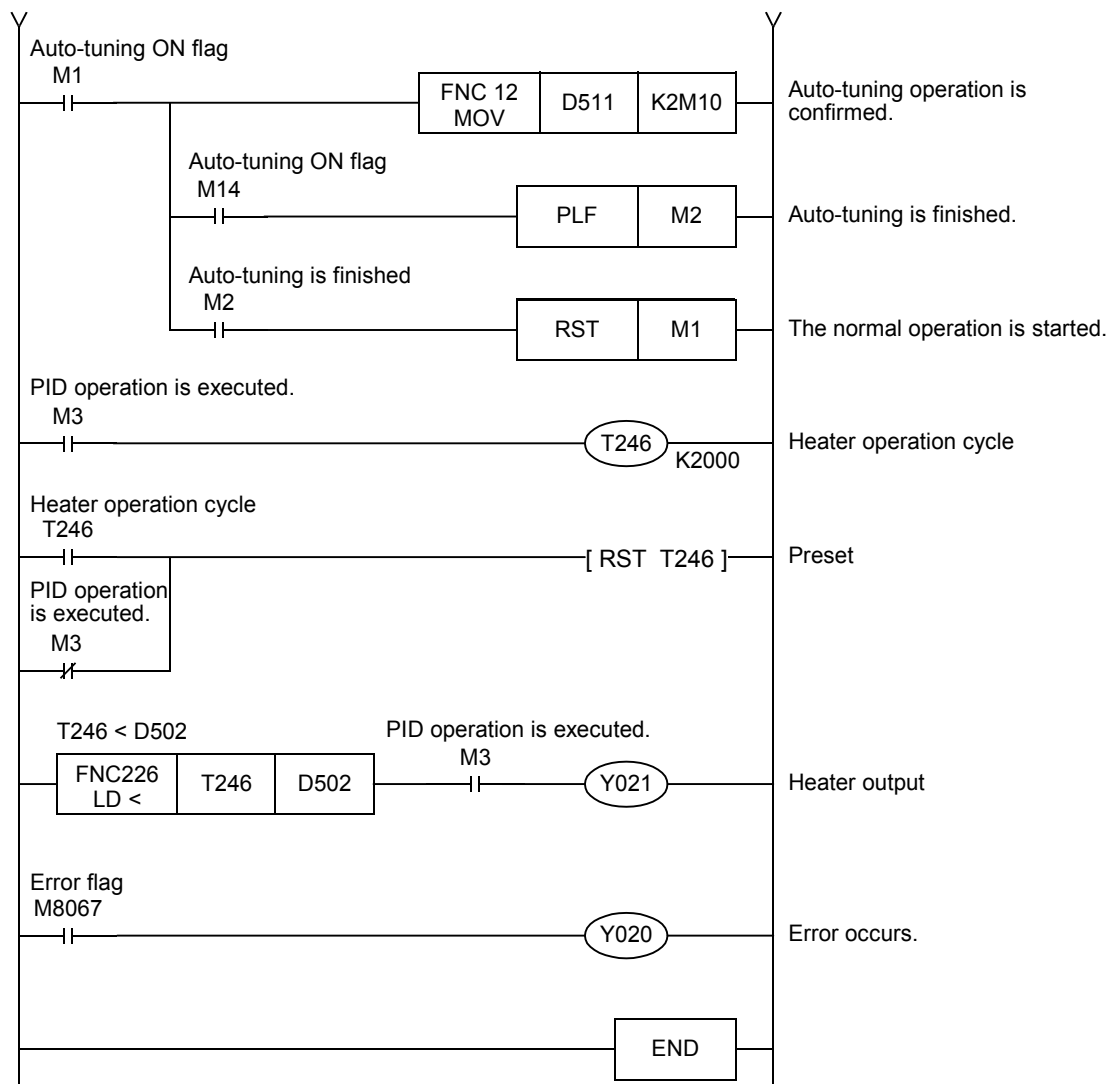 Auto-tuning ON flag
M1
FNC 12
MOV
D511
K2M10
Auto-tuning operation is
confirmed.
Auto-tuning ON flag
M14
PLF
M2
Auto-tuning is finished.
Auto-tuning is finished
M2
RST
M1
The normal operation is started.
PID operation is executed.
M3
T246
K2000
Heater operation cycle
Heater operation cycle
T246
[ RST T246 ]
Preset
PID operation
is executed.
M3
T246 < D502
FNC226
LD <
T246
D502
PID operation is executed.
M3
Y021
Heater output
Error flag
M8067
Y020
Error occurs.
END